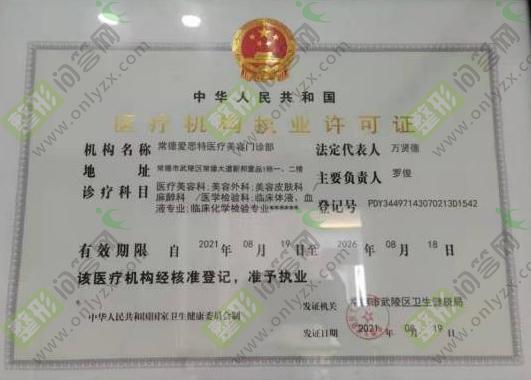 中华人民共和国
医疗机构执业许可证
机构名称 常德爱思特医疗美容门诊部
法定代表人 万贤德
地址 常德市武陵区常德大道新和壹品1栋一、二楼
主要负责人 罗俊
诊疗科目 医疗美容科;美容外科;美容皮肤科
麻醉科 /医学检验科;临床体液、血
液专业;临床化学检验专业******
登记号 PDY34497143070213D1542
有效期限 自 2021 年 08 月 19 日至 2026 年 08 月 18 日
该医疗机构经核准登记，准予执业
发证机关 常德市武陵区卫生健康局
中华人民共和国国家卫生健康委员会制
发证日期 2021 年 08 月 19 日
整形问答网
www.onlyzx.com